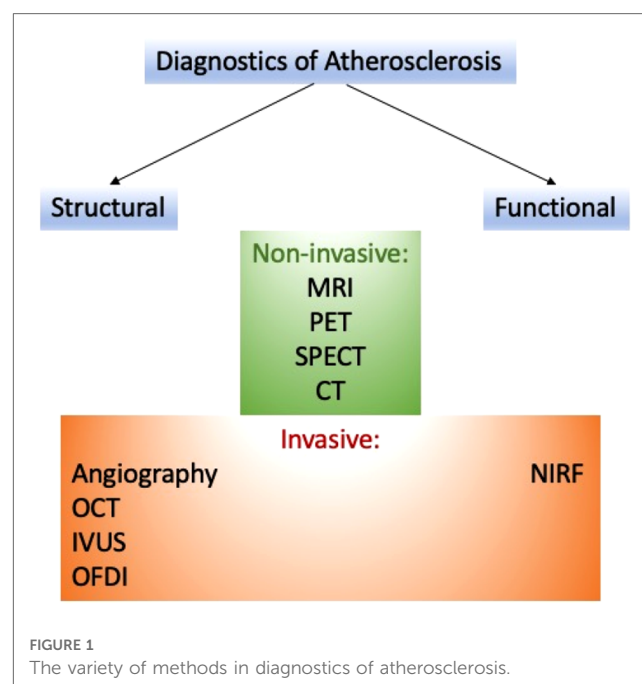 Diagnostics of Atherosclerosis
Structural
Functional
Non-invasive:
MRI
PET
SPECT
CT
Invasive:
Angiography
NIRF
OCT
IVUS
OFDI
FIGURE 1
The variety of methods in diagnostics of atherosclerosis.